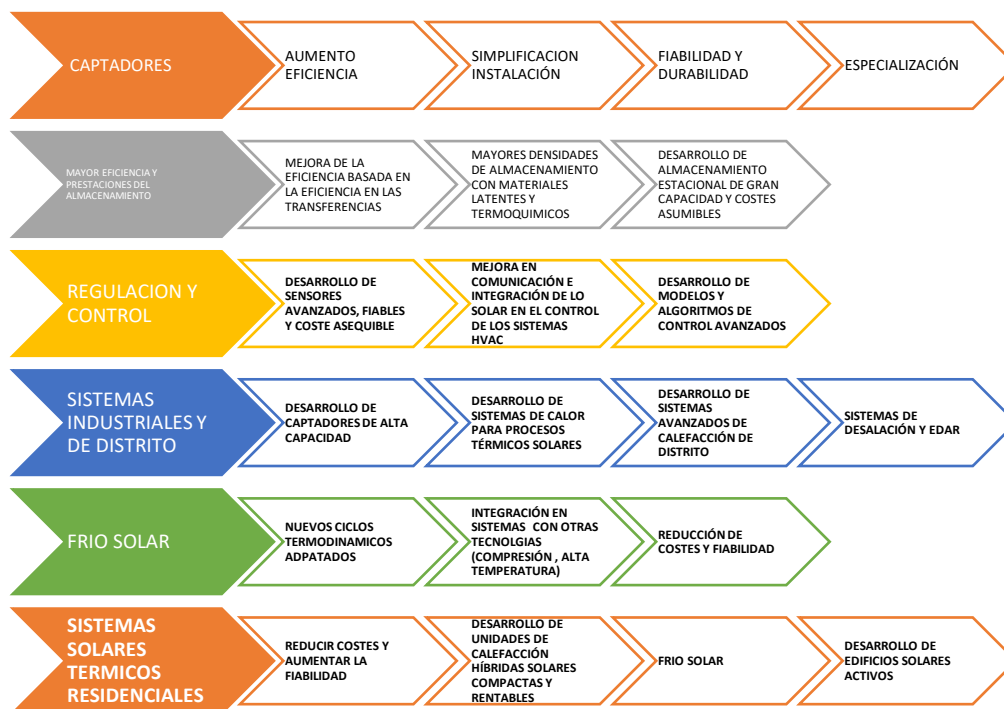 CAPTADORES
AUMENTO
EFICIENCIA
SIMPLIFICACION
INSTALACIÓN
FIABILIDAD Y
DURABILIDAD
ESPECIALIZACIÓN
MAYOR EFICIENCIA Y
PRESTACIONES DEL
ALMACENAMIENTO
MEJORA DE LA
EFICIENCIA BASADA EN
LA EFICIENCIA EN LAS
TRANSFERENCIAS
MAYORES DENSIDADES
DE ALMACENAMIENTO
CON MATERIALES
LATENTES Y
TERMOQUIMICOS
DESARROLLO DE
ALMACENAMIENTO
ESTACIONAL DE GRAN
CAPACIDAD Y COSTES
ASUMIBLES
REGULACION Y
CONTROL
DESARROLLO DE
SENSORES
AVANZADOS, FIABLES
Y COSTE ASEQUIBLE
MEJORA EN
COMUNICACIÓN E
INTEGRACIÓN DE LO
SOLAR EN EL CONTROL
DE LOS SISTEMAS
HVAC
DESARROLLO DE
MODELOS Y
ALGORITMOS DE
CONTROL AVANZADOS
SISTEMAS
INDUSTRIALES Y
DE DISTRITO
DESARROLLO DE
CAPTADORES DE ALTA
CAPACIDAD
DESARROLLO DE
SISTEMAS DE CALOR
PARA PROCESOS
TÉRMICOS SOLARES
DESARROLLO DE
SISTEMAS
AVANZADOS DE
CALEFACCIÓN DE
DISTRITO
SISTEMAS DE
DESALACIÓN Y EDAR
FRIO SOLAR
NUEVOS CICLOS
TERMODINAMICOS
ADPATADOS
INTEGRACIÓN EN
SISTEMAS CON OTRAS
TECNOLGIAS
(COMPRESIÓN , ALTA
TEMPERATURA)
REDUCCIÓN DE
COSTES Y FIABILIDAD
SISTEMAS
SOLARES
TERMICOS
RESIDENCIALES
REDUCIR COSTES Y
AUMENTAR LA
FIABILIDAD
DESARROLLO DE
UNIDADES DE
CALEFACCIÓN
HÍBRIDAS SOLARES
COMPACTAS Y
RENTABLES
FRIO SOLAR
DESARROLLO DE
EDIFICIOS SOLARES
ACTIVOS